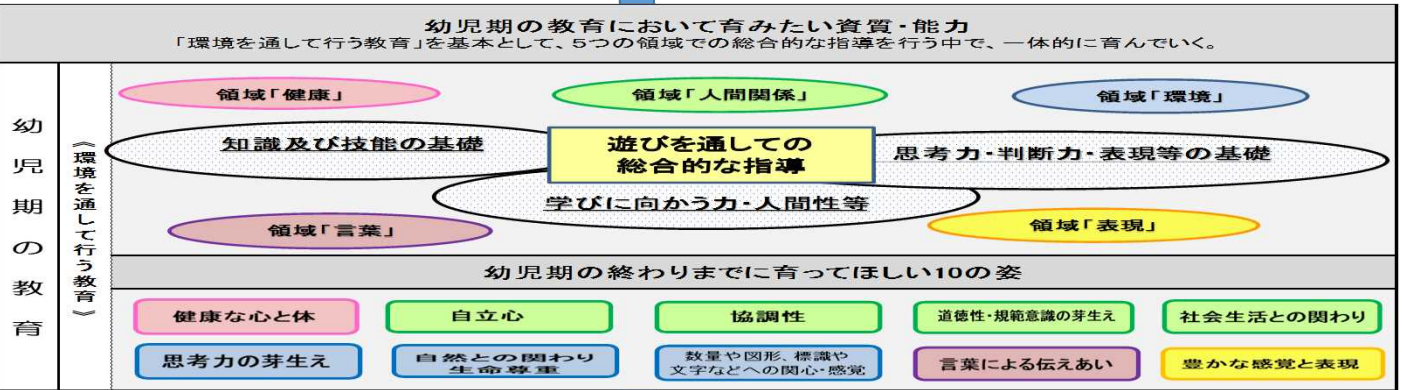 幼児期の教育において育みたい資質・能力
「環境を通して行う教育」を基本として、5つの領域での総合的な指導を行う中で、一体的に育んでいく。
幼児期の教育
《環境を通して行う教育》
領域「健康」
領域「人間関係」
領域「環境」
知識及び技能の基礎
遊びを通しての
総合的な指導
思考力・判断力・表現等の基礎
学びに向かう力・人間性等
領域「言葉」
領域「表現」
幼児期の終わりまでに育ってほしい10の姿
健康な心と体
自立心
協調性
道徳性・規範意識の芽生え
社会生活との関わり
思考力の芽生え
自然との関わり
生命尊重
数量や図形、標識や
文字などへの関心・感覚
言葉による伝えあい
豊かな感覚と表現